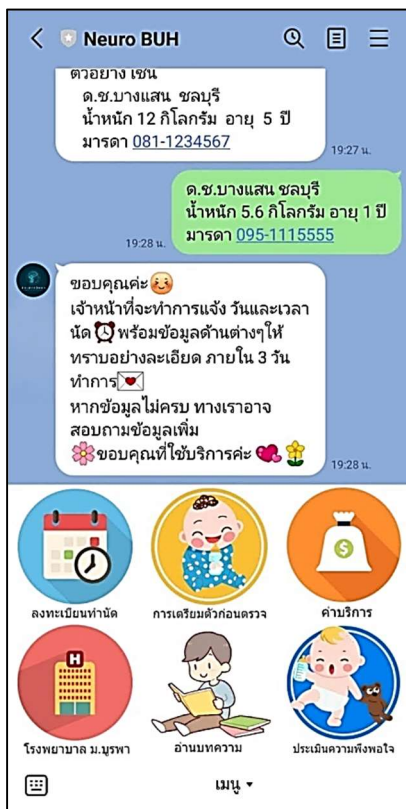 Neuro BUH
ตัวอย่าง เช่น
ด.ช.บางแสน ชลบุรี
น้ำหนัก 12 กิโลกรัม อายุ 5 ปี
มารดา 081-1234567
19:27 น.
ด.ช.บางแสน ชลบุรี
น้ำหนัก 5.6 กิโลกรัม อายุ 1 ปี
มารดา 095-1115555
19:28 น.
ขอบคุณค่ะ
เจ้าหน้าที่จะทำการแจ้ง วันและเวลา
นัด พร้อมข้อมูลด้านต่างๆให้
ทราบอย่างละเอียด ภายใน 3 วัน
ทำการ
หากข้อมูลไม่ครบ ทางเราอาจ
สอบถามข้อมูลเพิ่ม
ขอบคุณที่ใช้บริการค่ะ
19:28 น.
ลงทะเบียนทำนัด
การเตรียมตัวก่อนตรวจ
ค่าบริการ
โรงพยาบาล ม.บูรพา
อ่านบทความ
ประเมินความพึงพอใจ
เมนู